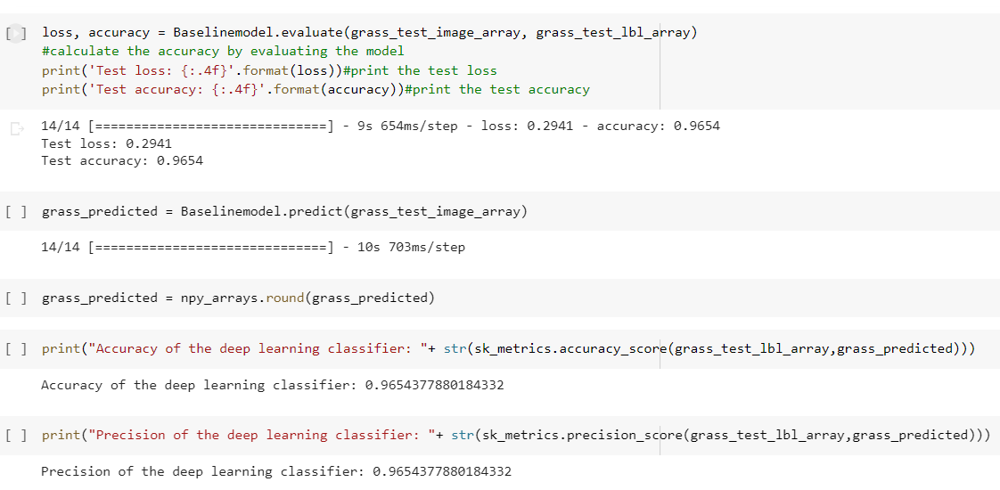 [ ] loss, accuracy = Baselinemodel.evaluate(grass_test_image_array, grass_test_lbl_array)
#calculate the accuracy by evaluating the model
print('Test loss: {:.4f}'.format(loss))#print the test loss
print('Test accuracy: {:.4f}'.format(accuracy))#print the test accuracy
14/14 [==============================] - 9s 654ms/step - loss: 0.2941 - accuracy: 0.9654
Test loss: 0.2941
Test accuracy: 0.9654
[ ] grass_predicted = Baselinemodel.predict(grass_test_image_array)
14/14 [==============================] - 10s 703ms/step
[ ] grass_predicted = npy_arrays.round(grass_predicted)
[ ] print("Accuracy of the deep learning classifier: "+ str(sk_metrics.accuracy_score(grass_test_lbl_array,grass_predicted)))
Accuracy of the deep learning classifier: 0.9654377880184332
[ ] print("Precision of the deep learning classifier: "+ str(sk_metrics.precision_score(grass_test_lbl_array,grass_predicted)))
Precision of the deep learning classifier: 0.9654377880184332